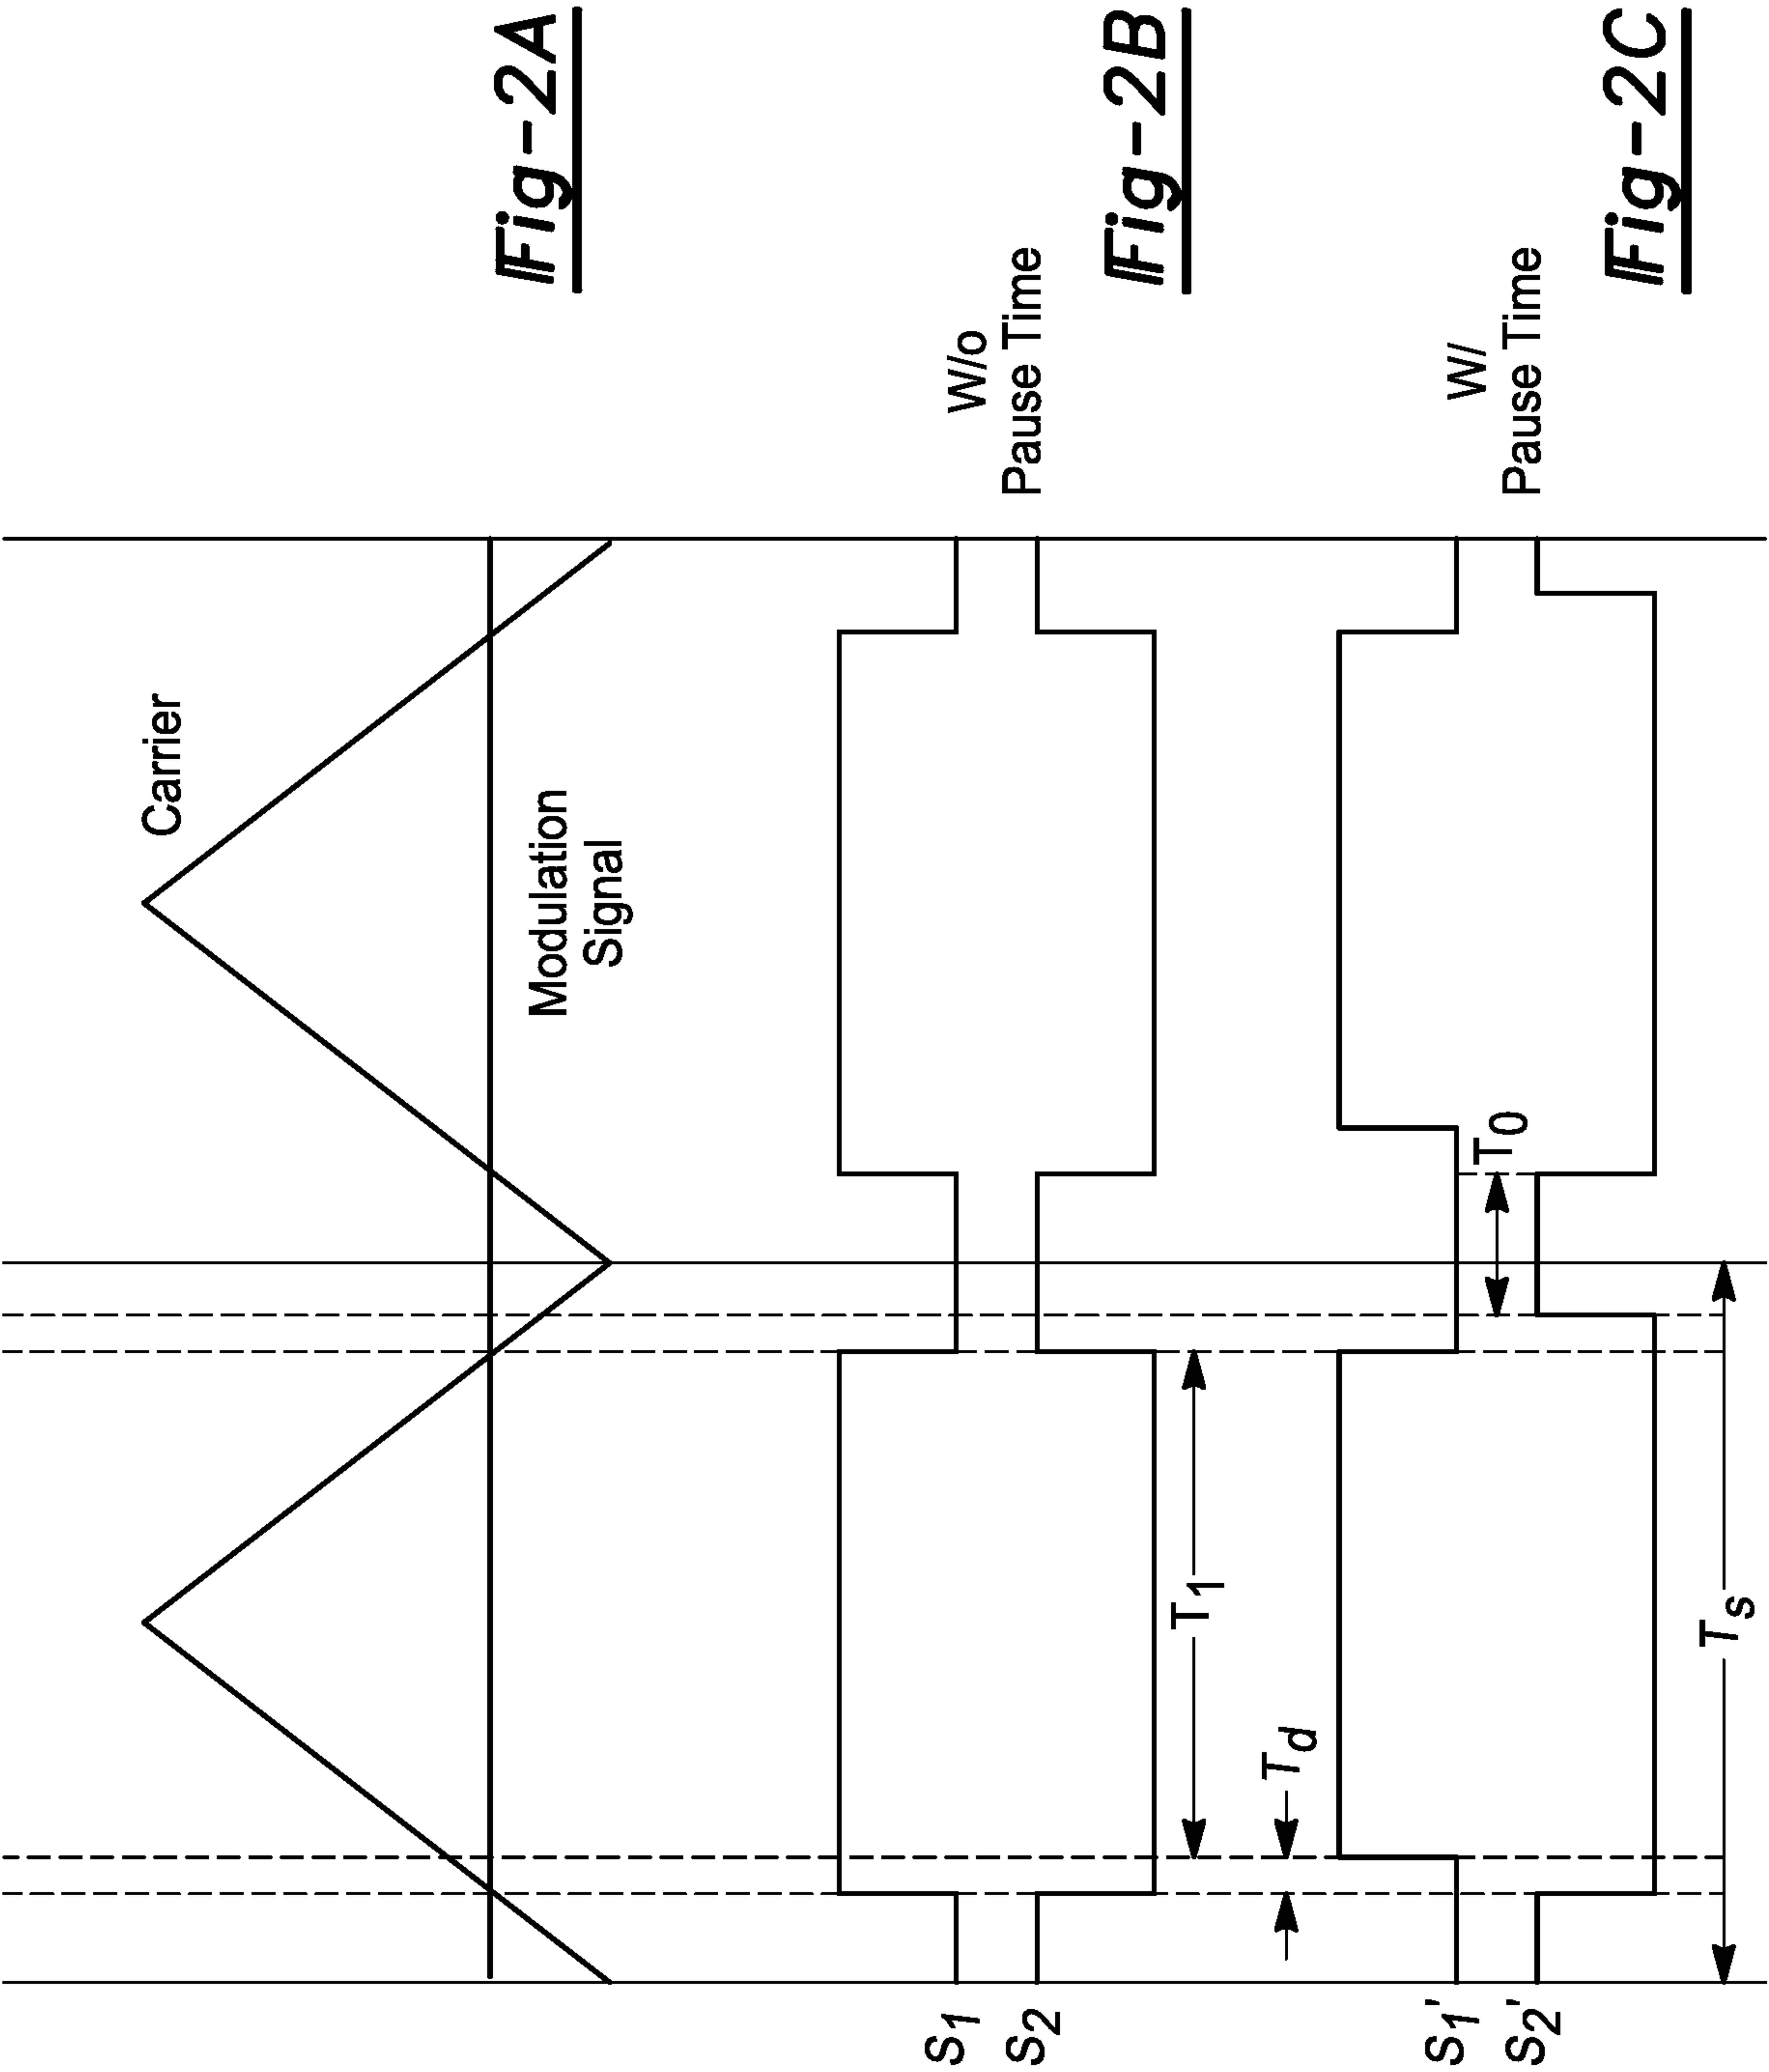 Carrier
Modulation
Signal
Fig-2A
S1
S2
W/o
Pause Time
T1
Fig-2B
Td
S1'
S2'
T0
W/
Pause Time
Ts
Fig-2C